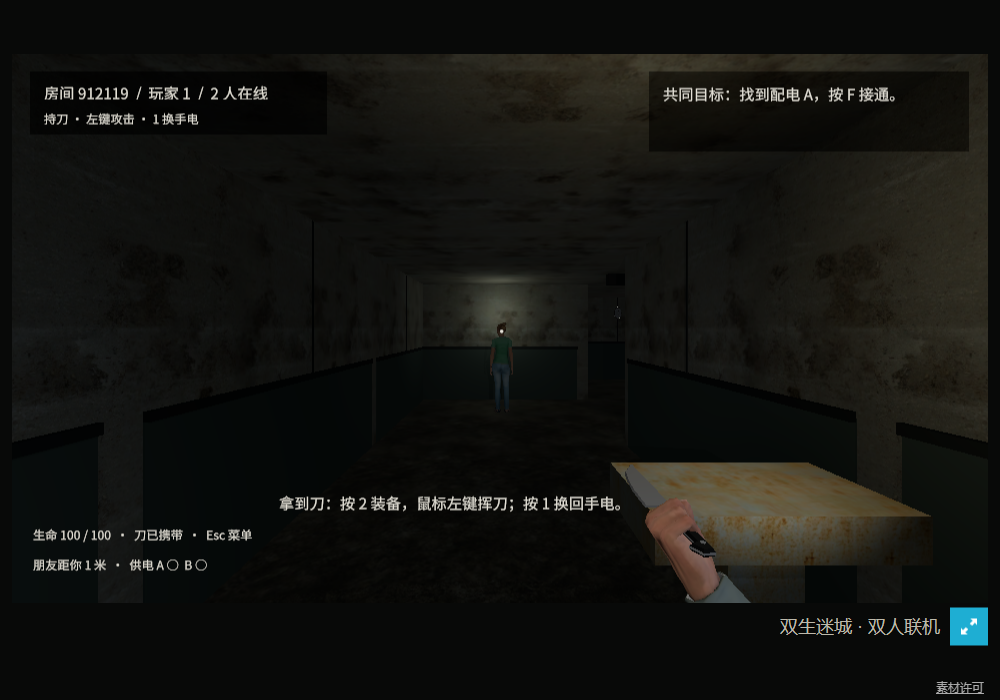 房间 912119 / 玩家 1 / 2 人在线
持刀 · 左键攻击 · 1 换手电
共同目标：找到配电 A，按 F 接通。
拿到刀：按 2 装备，鼠标左键挥刀；按 1 换回手电。
生命 100 / 100 · 刀已携带 · Esc 菜单
朋友距你 1 米 · 供电 A ○ B ○
双生迷城 · 双人联机
素材许可